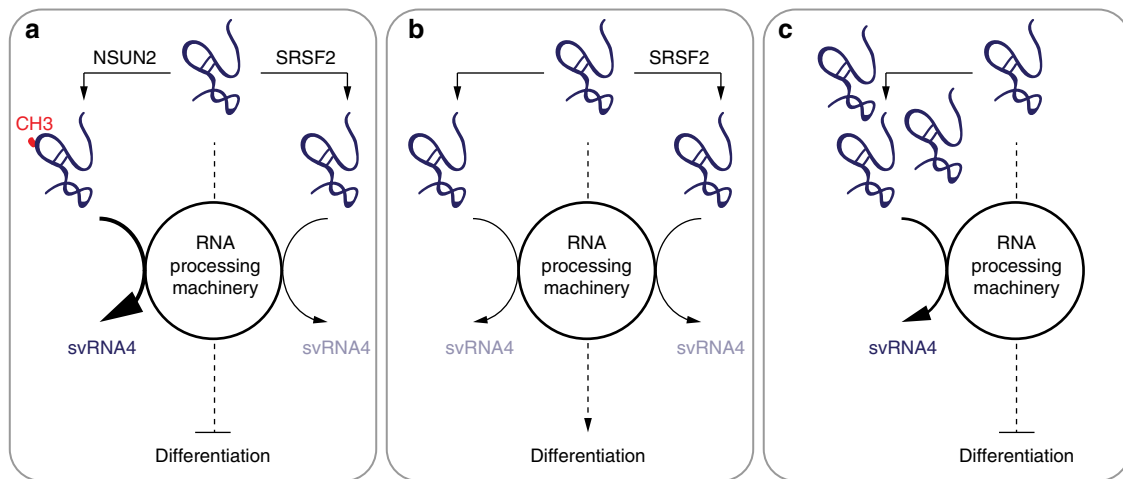 a
NSUN2
SRSF2
CH3
RNA
processing
machinery
svRNA4
svRNA4
Differentiation
b
SRSF2
RNA
processing
machinery
svRNA4
svRNA4
Differentiation
c
RNA
processing
machinery
svRNA4
Differentiation